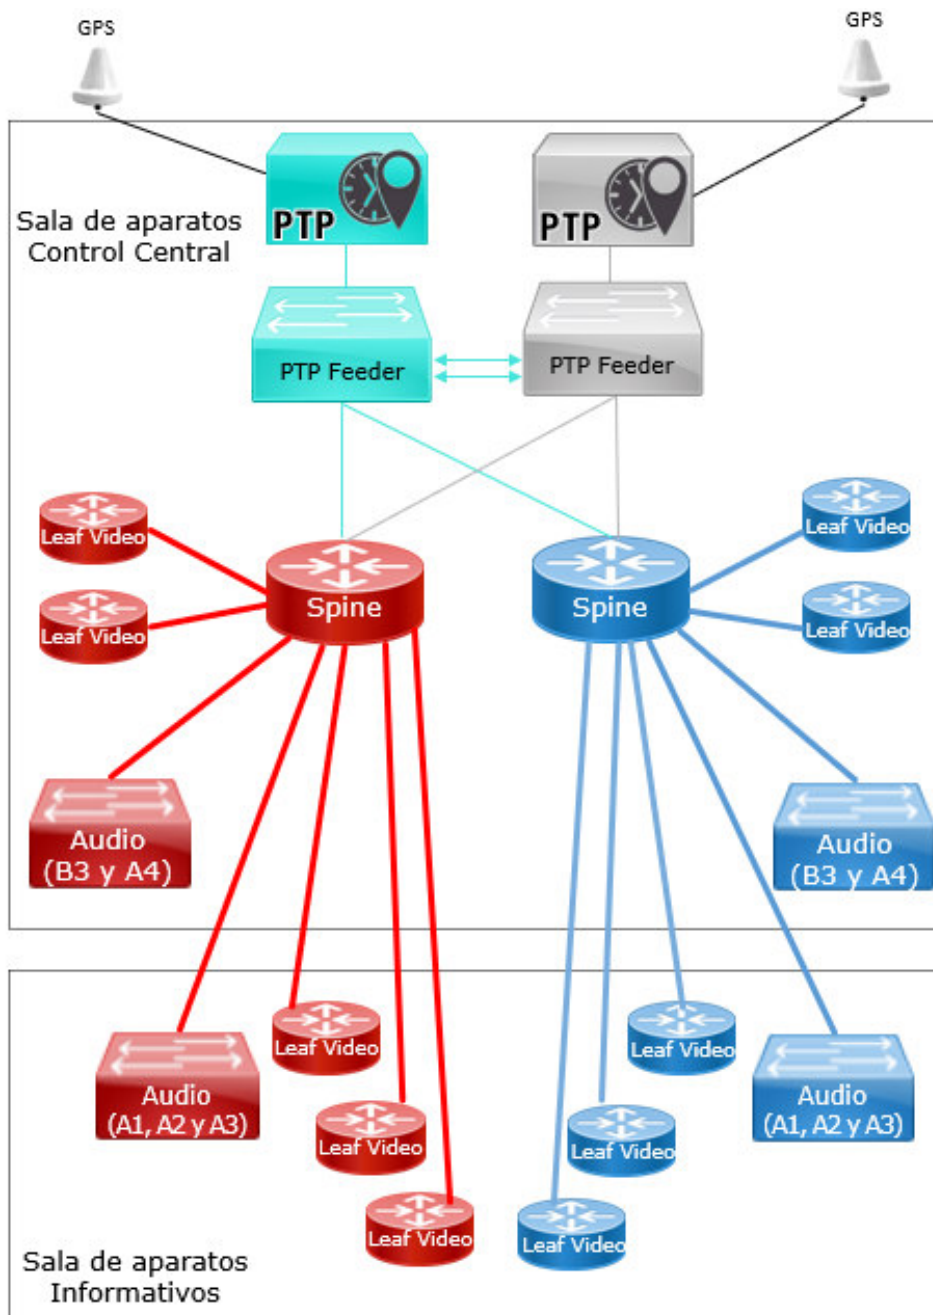 GPS
GPS
PTP
PTP
Sala de aparatos
Control Central
PTP Feeder
PTP Feeder
Leaf Video
Leaf Video
Spine
Spine
Leaf Video
Leaf Video
Audio
(B3 y A4)
Audio
(B3 y A4)
Leaf Video
Leaf Video
Audio
(A1, A2 y A3)
Audio
(A1, A2 y A3)
Leaf Video
Leaf Video
Leaf Video
Leaf Video
Sala de aparatos
Informativos